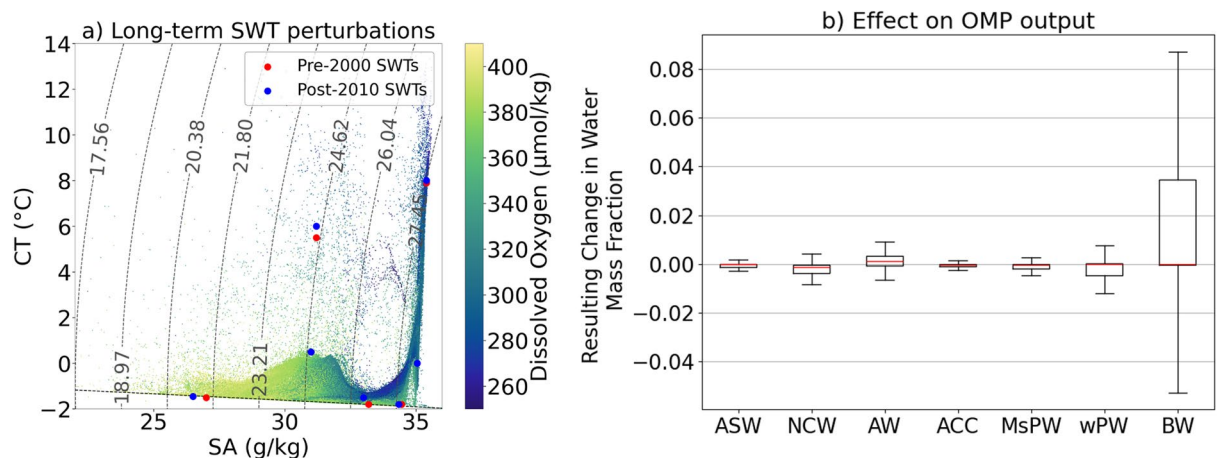 a) Long-term SWT perturbations
14
12
10
8
6
4
2
0
−2
CT (°C)
25
30
35
SA (g/kg)
Pre-2000 SWTs
Post-2010 SWTs
17.56
18.97
20.38
21.80
23.21
24.62
26.04
27.45
400
380
360
340
320
300
280
260
Dissolved Oxygen (μmol/kg)
b) Effect on OMP output
Resulting Change in Water
Mass Fraction
0.08
0.06
0.04
0.02
0.00
−0.02
−0.04
ASW
NCW
AW
ACC
MsPW
wPW
BW